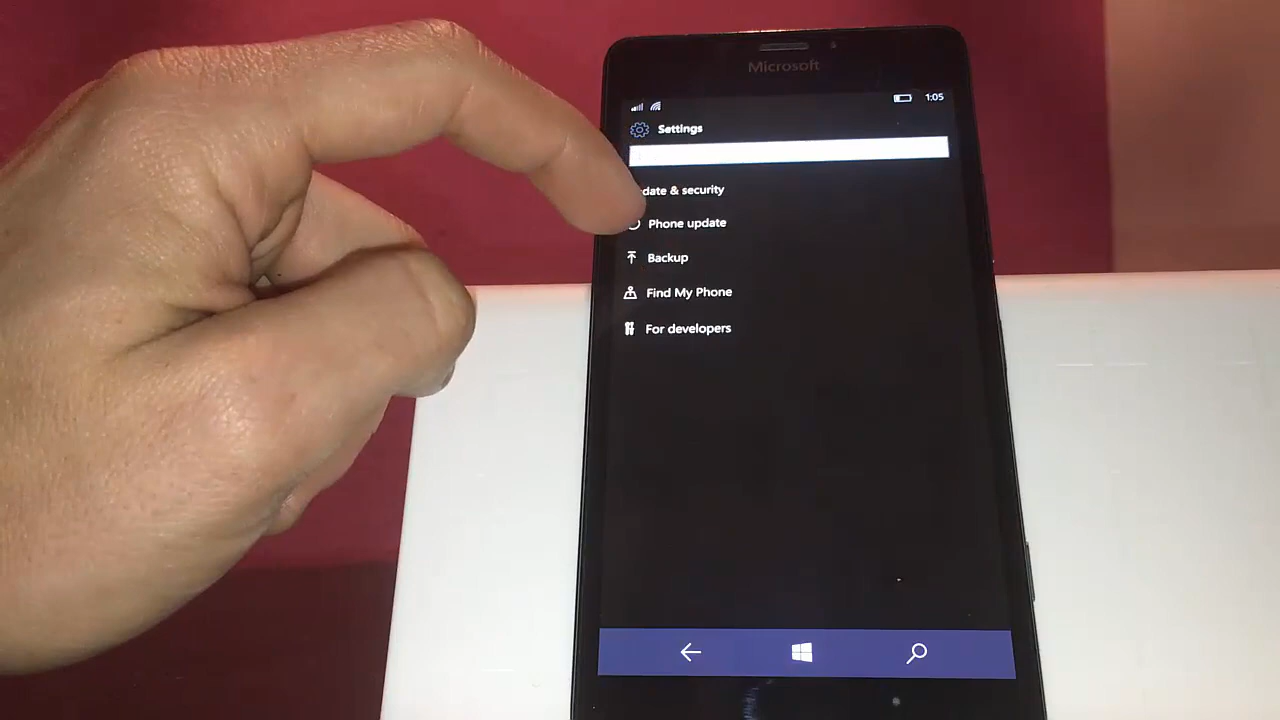 Microsoft
1:05
Settings
date & security
Phone update
Backup
Find My Phone
For developers